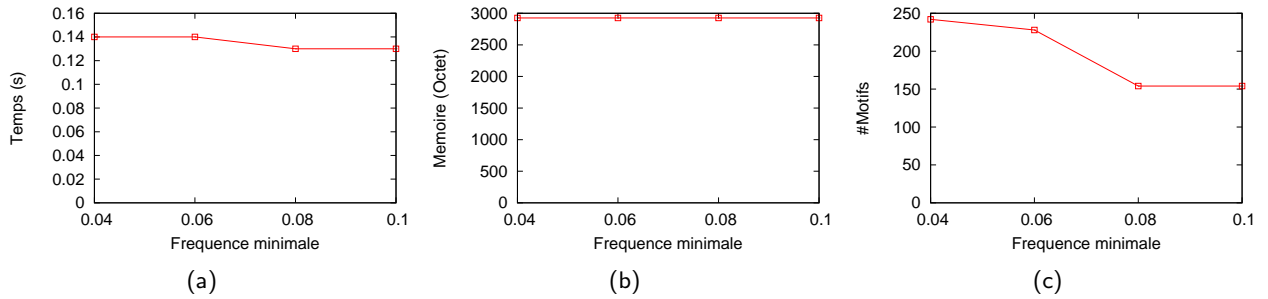 0.16
0.14
0.12
0.1
0.08
0.06
0.04
0.02
0
Temps (s)
0.04 0.06 0.08 0.1
Frequence minimale
(a)
3000
2500
2000
1500
1000
500
0
Memoire (Octet)
0.04 0.06 0.08 0.1
Frequence minimale
(b)
250
200
150
100
50
0
#Motifs
0.04 0.06 0.08 0.1
Frequence minimale
(c)